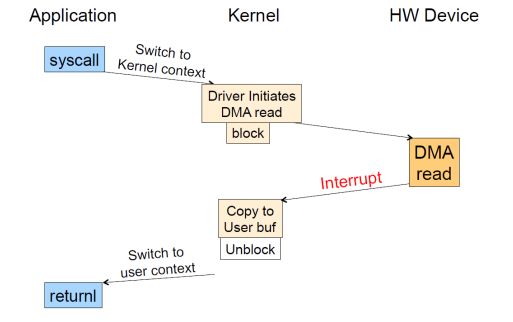 Application
Kernel
HW Device
syscall
Switch to
Kernel context
Driver Initiates
DMA read
block
DMA
read
Interrupt
Copy to
User buf
Unblock
Switch to
user context
returnl